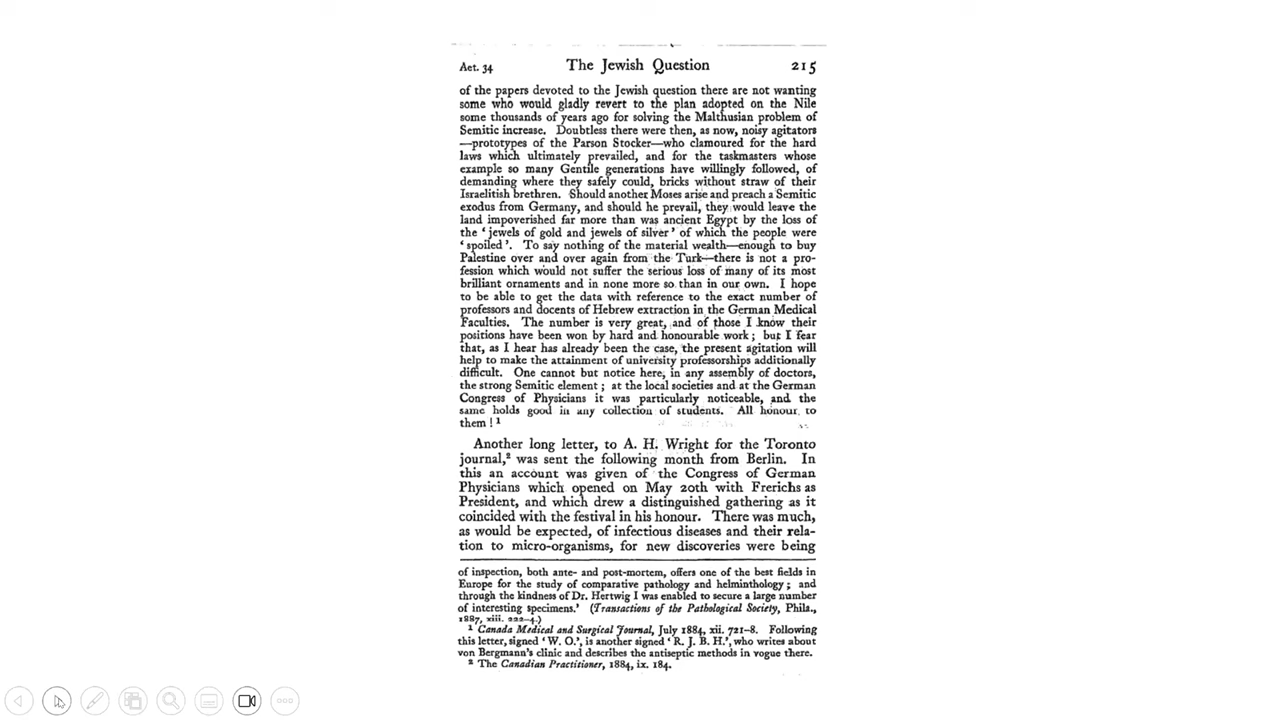 Aet. 34 The Jewish Question 215
of the papers devoted to the Jewish question there are not wanting
some who would gladly revert to the plan adopted on the Nile
some thousands of years ago for solving the Malthusian problem of
Semitic increase. Doubtless there were then, as now, noisy agitators
—prototypes of the Parson Stocker—who clamoured for the hard
laws which ultimately prevailed, and for the taskmasters whose
example so many Gentile generations have willingly followed, of
demanding where they safely could, bricks without straw of their
Israelitish brethren. Should another Moses arise and preach a Semitic
exodus from Germany, and should he prevail, they would leave the
land impoverished far more than was ancient Egypt by the loss of
the ‘jewels of gold and jewels of silver’ of which the people were
‘spoiled’. To say nothing of the material wealth—enough to buy
Palestine over and over again from the Turk—there is not a pro-
fession which would not suffer the serious loss of many of its most
brilliant ornaments and in none more so than in our own. I hope
to be able to get the data with reference to the exact number of
professors and docents of Hebrew extraction in the German Medical
Faculties. The number is very great, and of those I know their
positions have been won by hard and honourable work; but I fear
that, as I hear has already been the case, the present agitation will
help to make the attainment of university professorships additionally
difficult. One cannot but notice here, in any assembly of doctors,
the strong Semitic element; at the local societies and at the German
Congress of Physicians it was particularly noticeable, and the
same holds good in any collection of students. All honour to
them!¹
Another long letter, to A. H. Wright for the Toronto
journal,² was sent the following month from Berlin. In
this an account was given of the Congress of German
Physicians which opened on May 20th with Frerichs as
President, and which drew a distinguished gathering as it
coincided with the festival in his honour. There was much,
as would be expected, of infectious diseases and their rela-
tion to micro-organisms, for new discoveries were being
of inspection, both ante- and post-mortem, offers one of the best fields in
Europe for the study of comparative pathology and helminthology; and
through the kindness of Dr. Hertwig I was enabled to secure a large number
of interesting specimens.’ (Transactions of the Pathological Society, Phila.,
1887, xiii. 222–4.)
¹ Canada Medical and Surgical Journal, July 1884, xii. 721–8. Following
this letter, signed ‘W. O.’, is another signed ‘R. J. B. H.’, who writes about
von Bergmann’s clinic and describes the antiseptic methods in vogue there.
² The Canadian Practitioner, 1884, ix. 184.